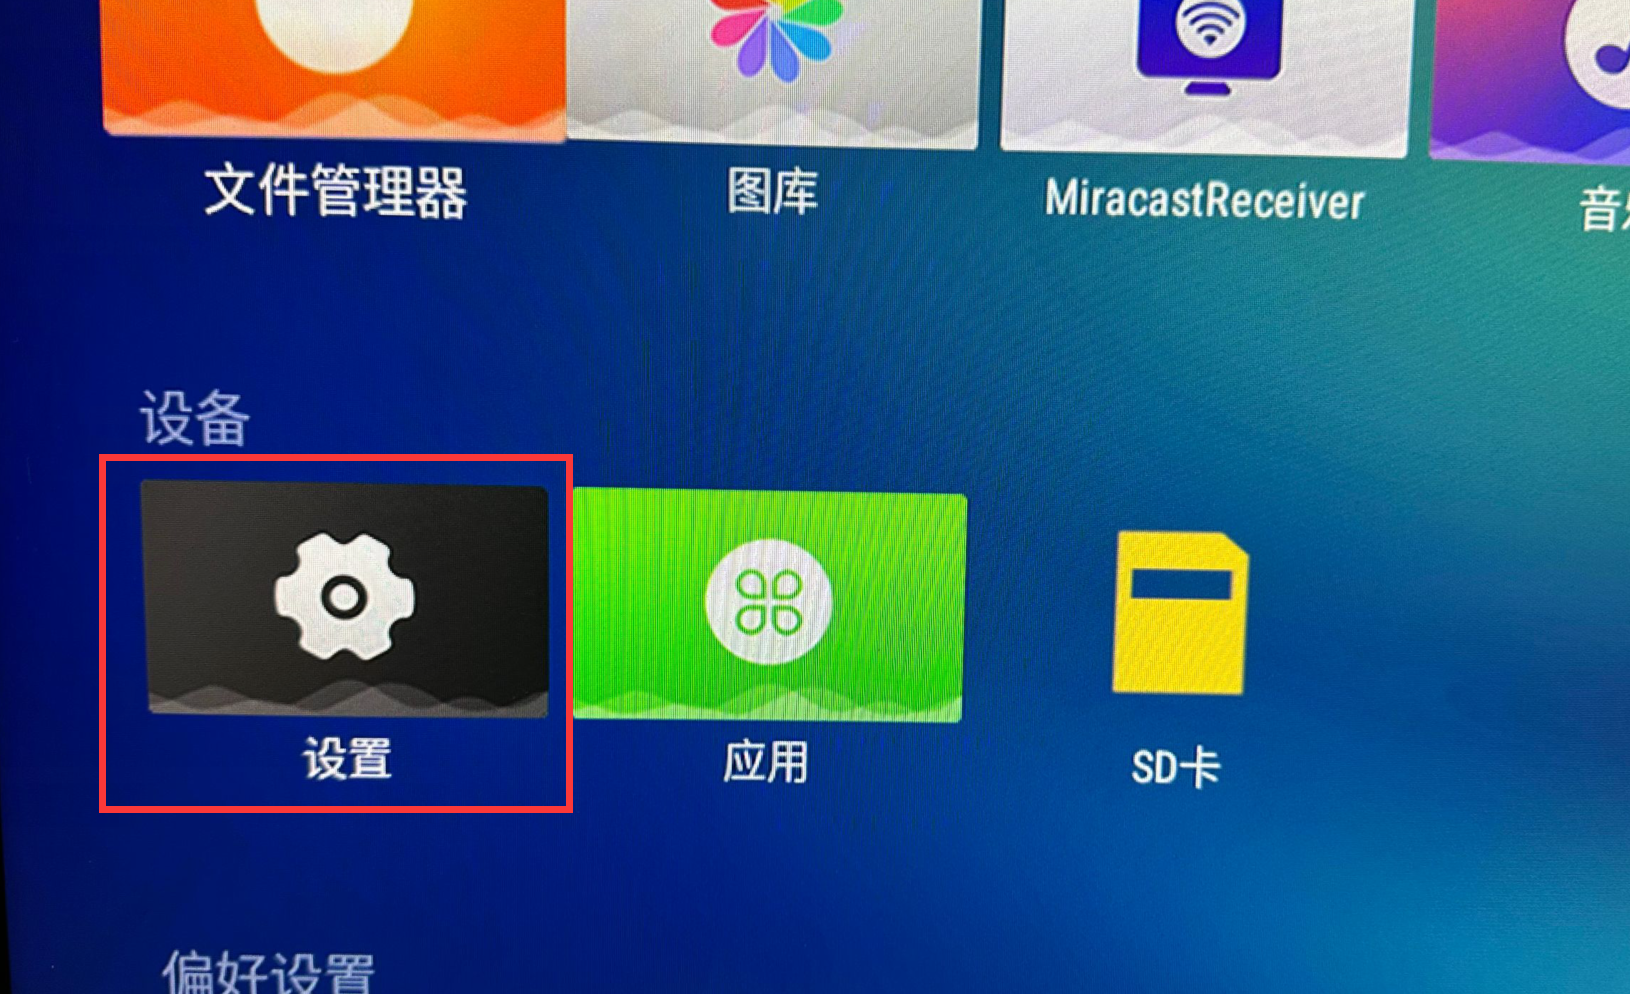 文件管理器
图库
MiracastReceiver
音
设备
设置
应用
SD卡
偏好设置